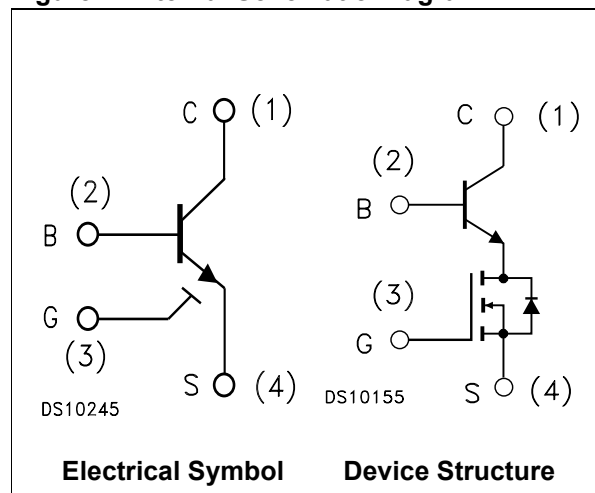 C (1)
(2)
B
G
(3)
S (4)
DS10245
C (1)
(2)
B
(3)
G
S (4)
DS10155
Electrical Symbol
Device Structure